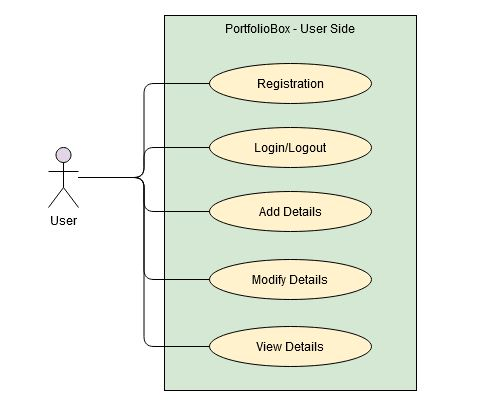 PortfolioBox - User Side
Registration
Login/Logout
Add Details
Modify Details
View Details
User